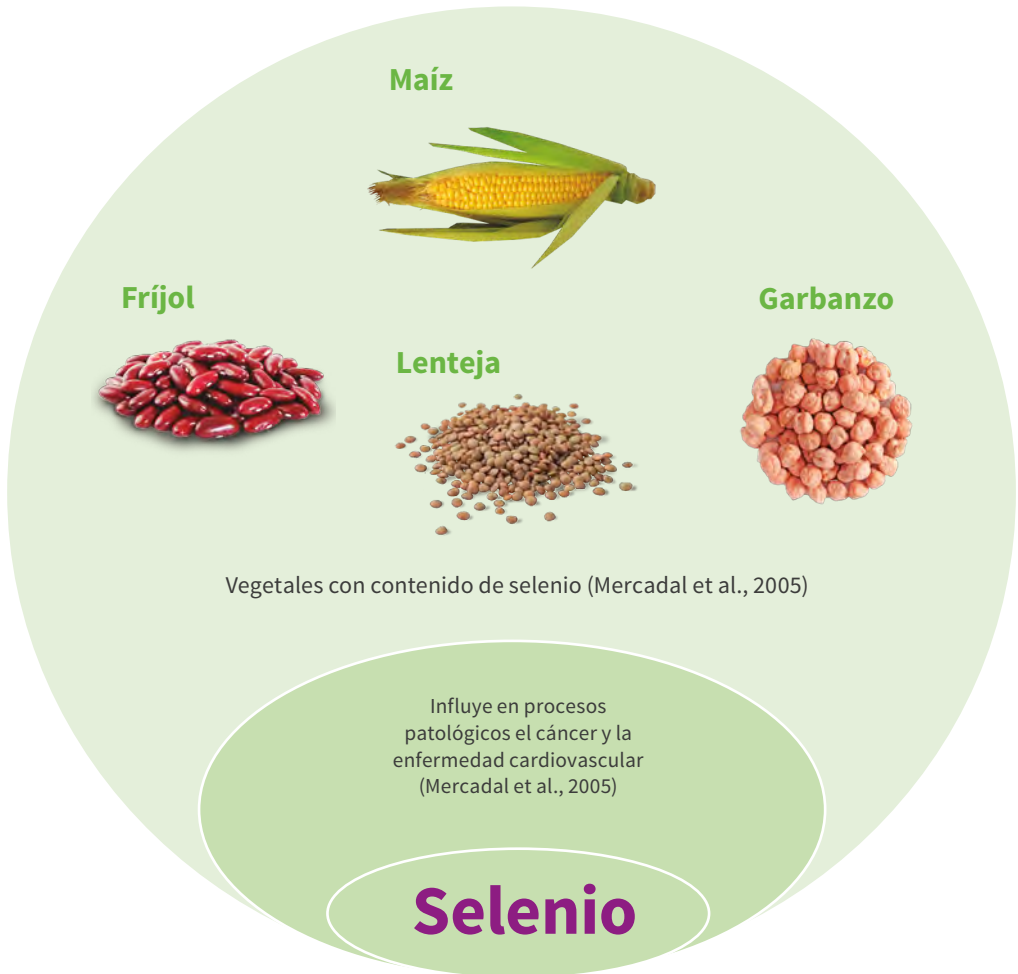 Maíz
Fríjol
Garbanzo
Lenteja
Vegetales con contenido de selenio (Mercadal et al., 2005)
Influye en procesos
patológicos el cáncer y la
enfermedad cardiovascular
(Mercadal et al., 2005)
Selenio